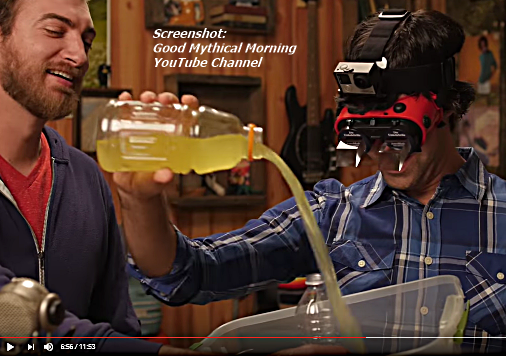 Screenshot:
Good Mythical Morning
YouTube Channel
6:56 / 11:53